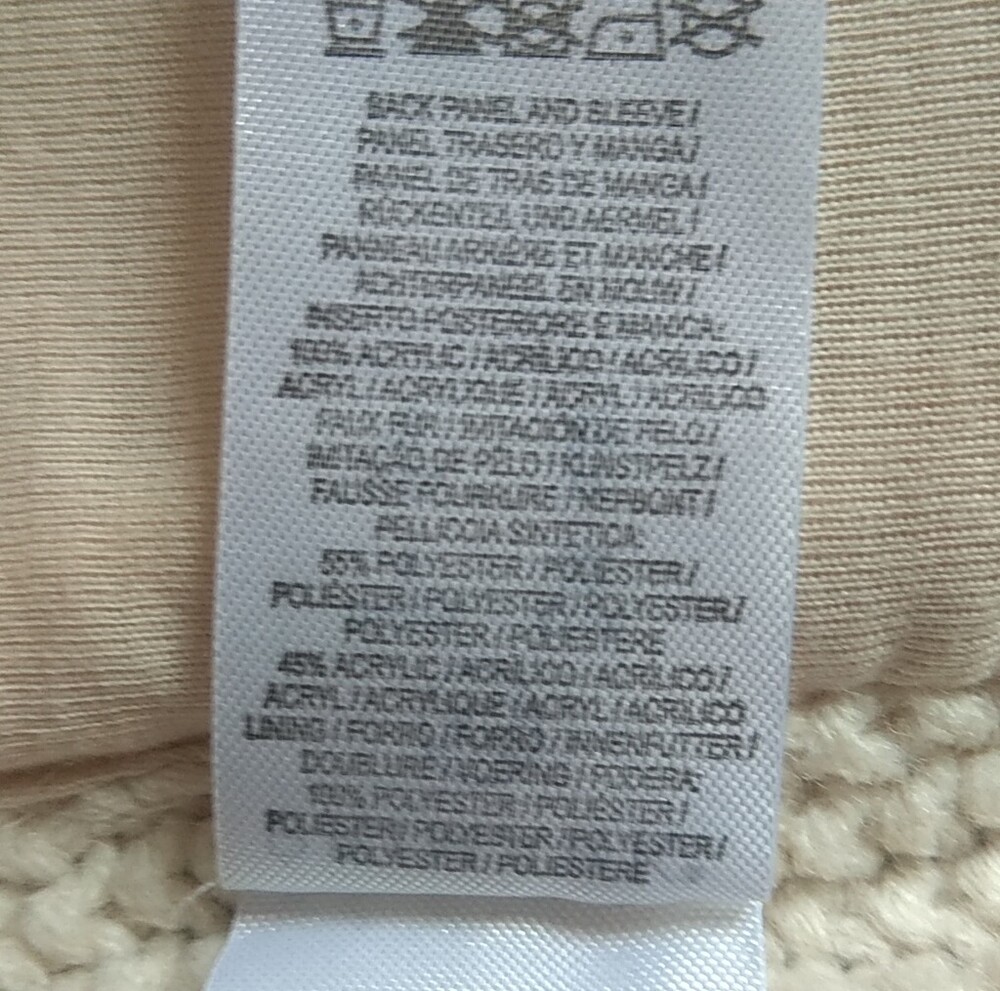 BACK PANEL AND SLEEVE /
PANEL TRASERO Y MANGA /
PAINEL DE TRAS DE MANGA /
RÜCKENTEIL UND AERMEL /
PANNEAU ARRIÈRE ET MANCHE /
ACHTERPANEEL EN MOUW /
INSERTO POSTERIORE E MANICA:
100% ACRYLIC / ACRÍLICO / ACRÍLICO /
ACRYL / ACRYLIQUE / ACRYL / ACRILICO
FAUX FUR / IMITACIÓN DE PELO /
IMITAÇÃO DE PÊLO / KUNSTPELZ /
FAUSSE FOURRURE / NEPBONT /
PELLICCIA SINTETICA:
55% POLYESTER / POLIÉSTER /
POLIÉSTER / POLYESTER / POLYESTER /
POLYESTER / POLIESTERE
45% ACRYLIC / ACRÍLICO / ACRÍLICO /
ACRYL / ACRYLIQUE / ACRYL / ACRILICO
LINING / FORRO / FORRO / INNENFUTTER /
DOUBLURE / VOERING / FODERA:
100% POLYESTER / POLIÉSTER /
POLIÉSTER / POLYESTER / POLYESTER /
POLYESTER / POLIESTERE